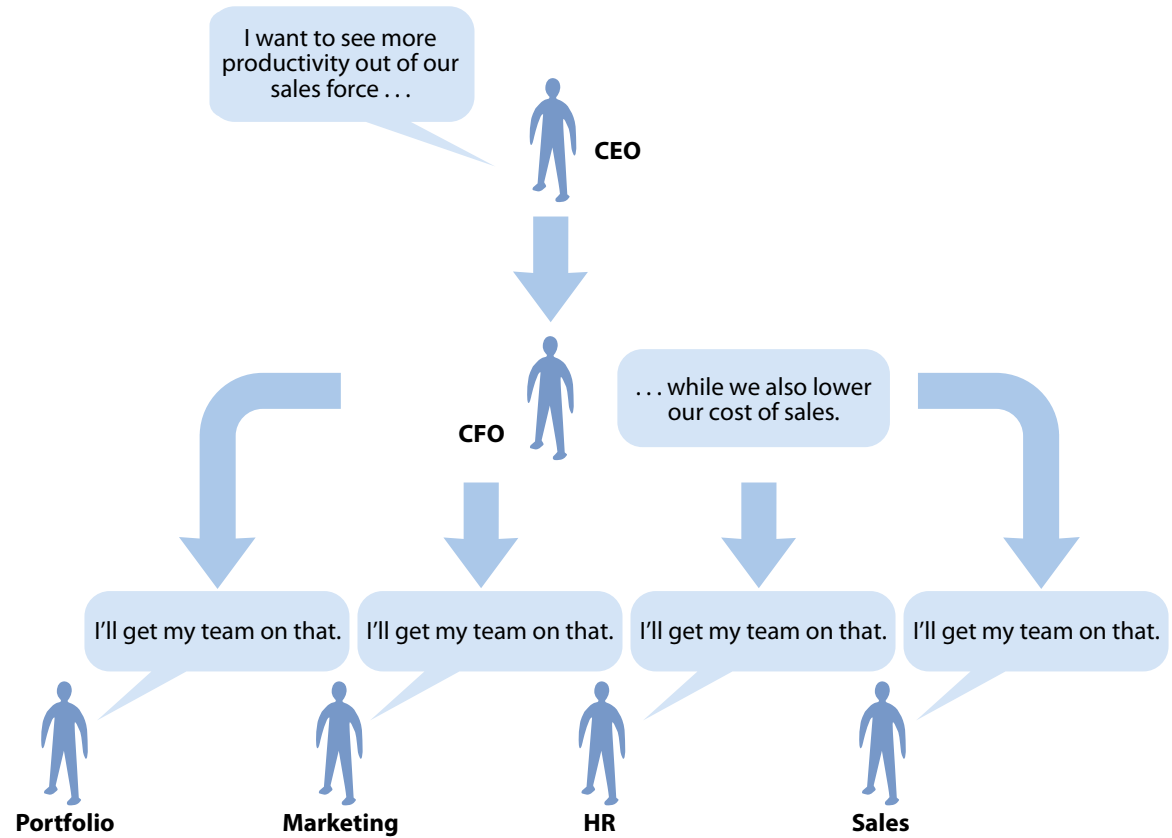 I want to see more
productivity out of our
sales force . . .
CEO
. . . while we also lower
our cost of sales.
CFO
I’ll get my team on that.
I’ll get my team on that.
I’ll get my team on that.
I’ll get my team on that.
Portfolio
Marketing
HR
Sales